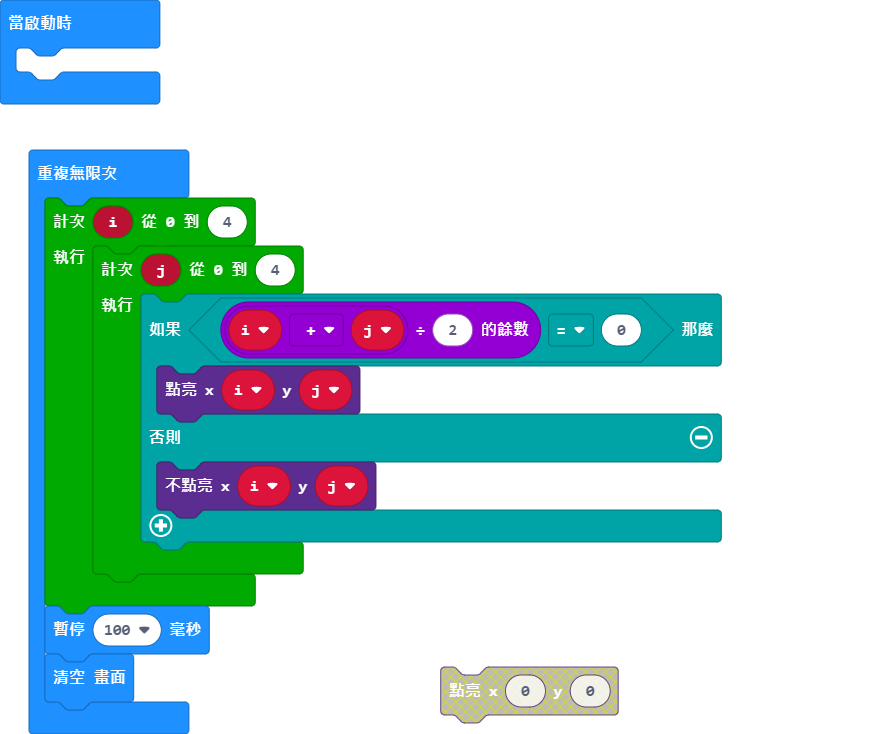 當啟動時
重複無限次
計次 i 從 0 到 4
執行
計次 j 從 0 到 4
執行
如果 i + j ÷ 2 的餘數 = 0 那麼
點亮 x i y j
否則
不點亮 x i y j
暫停 100 毫秒
清空 畫面
點亮 x 0 y 0